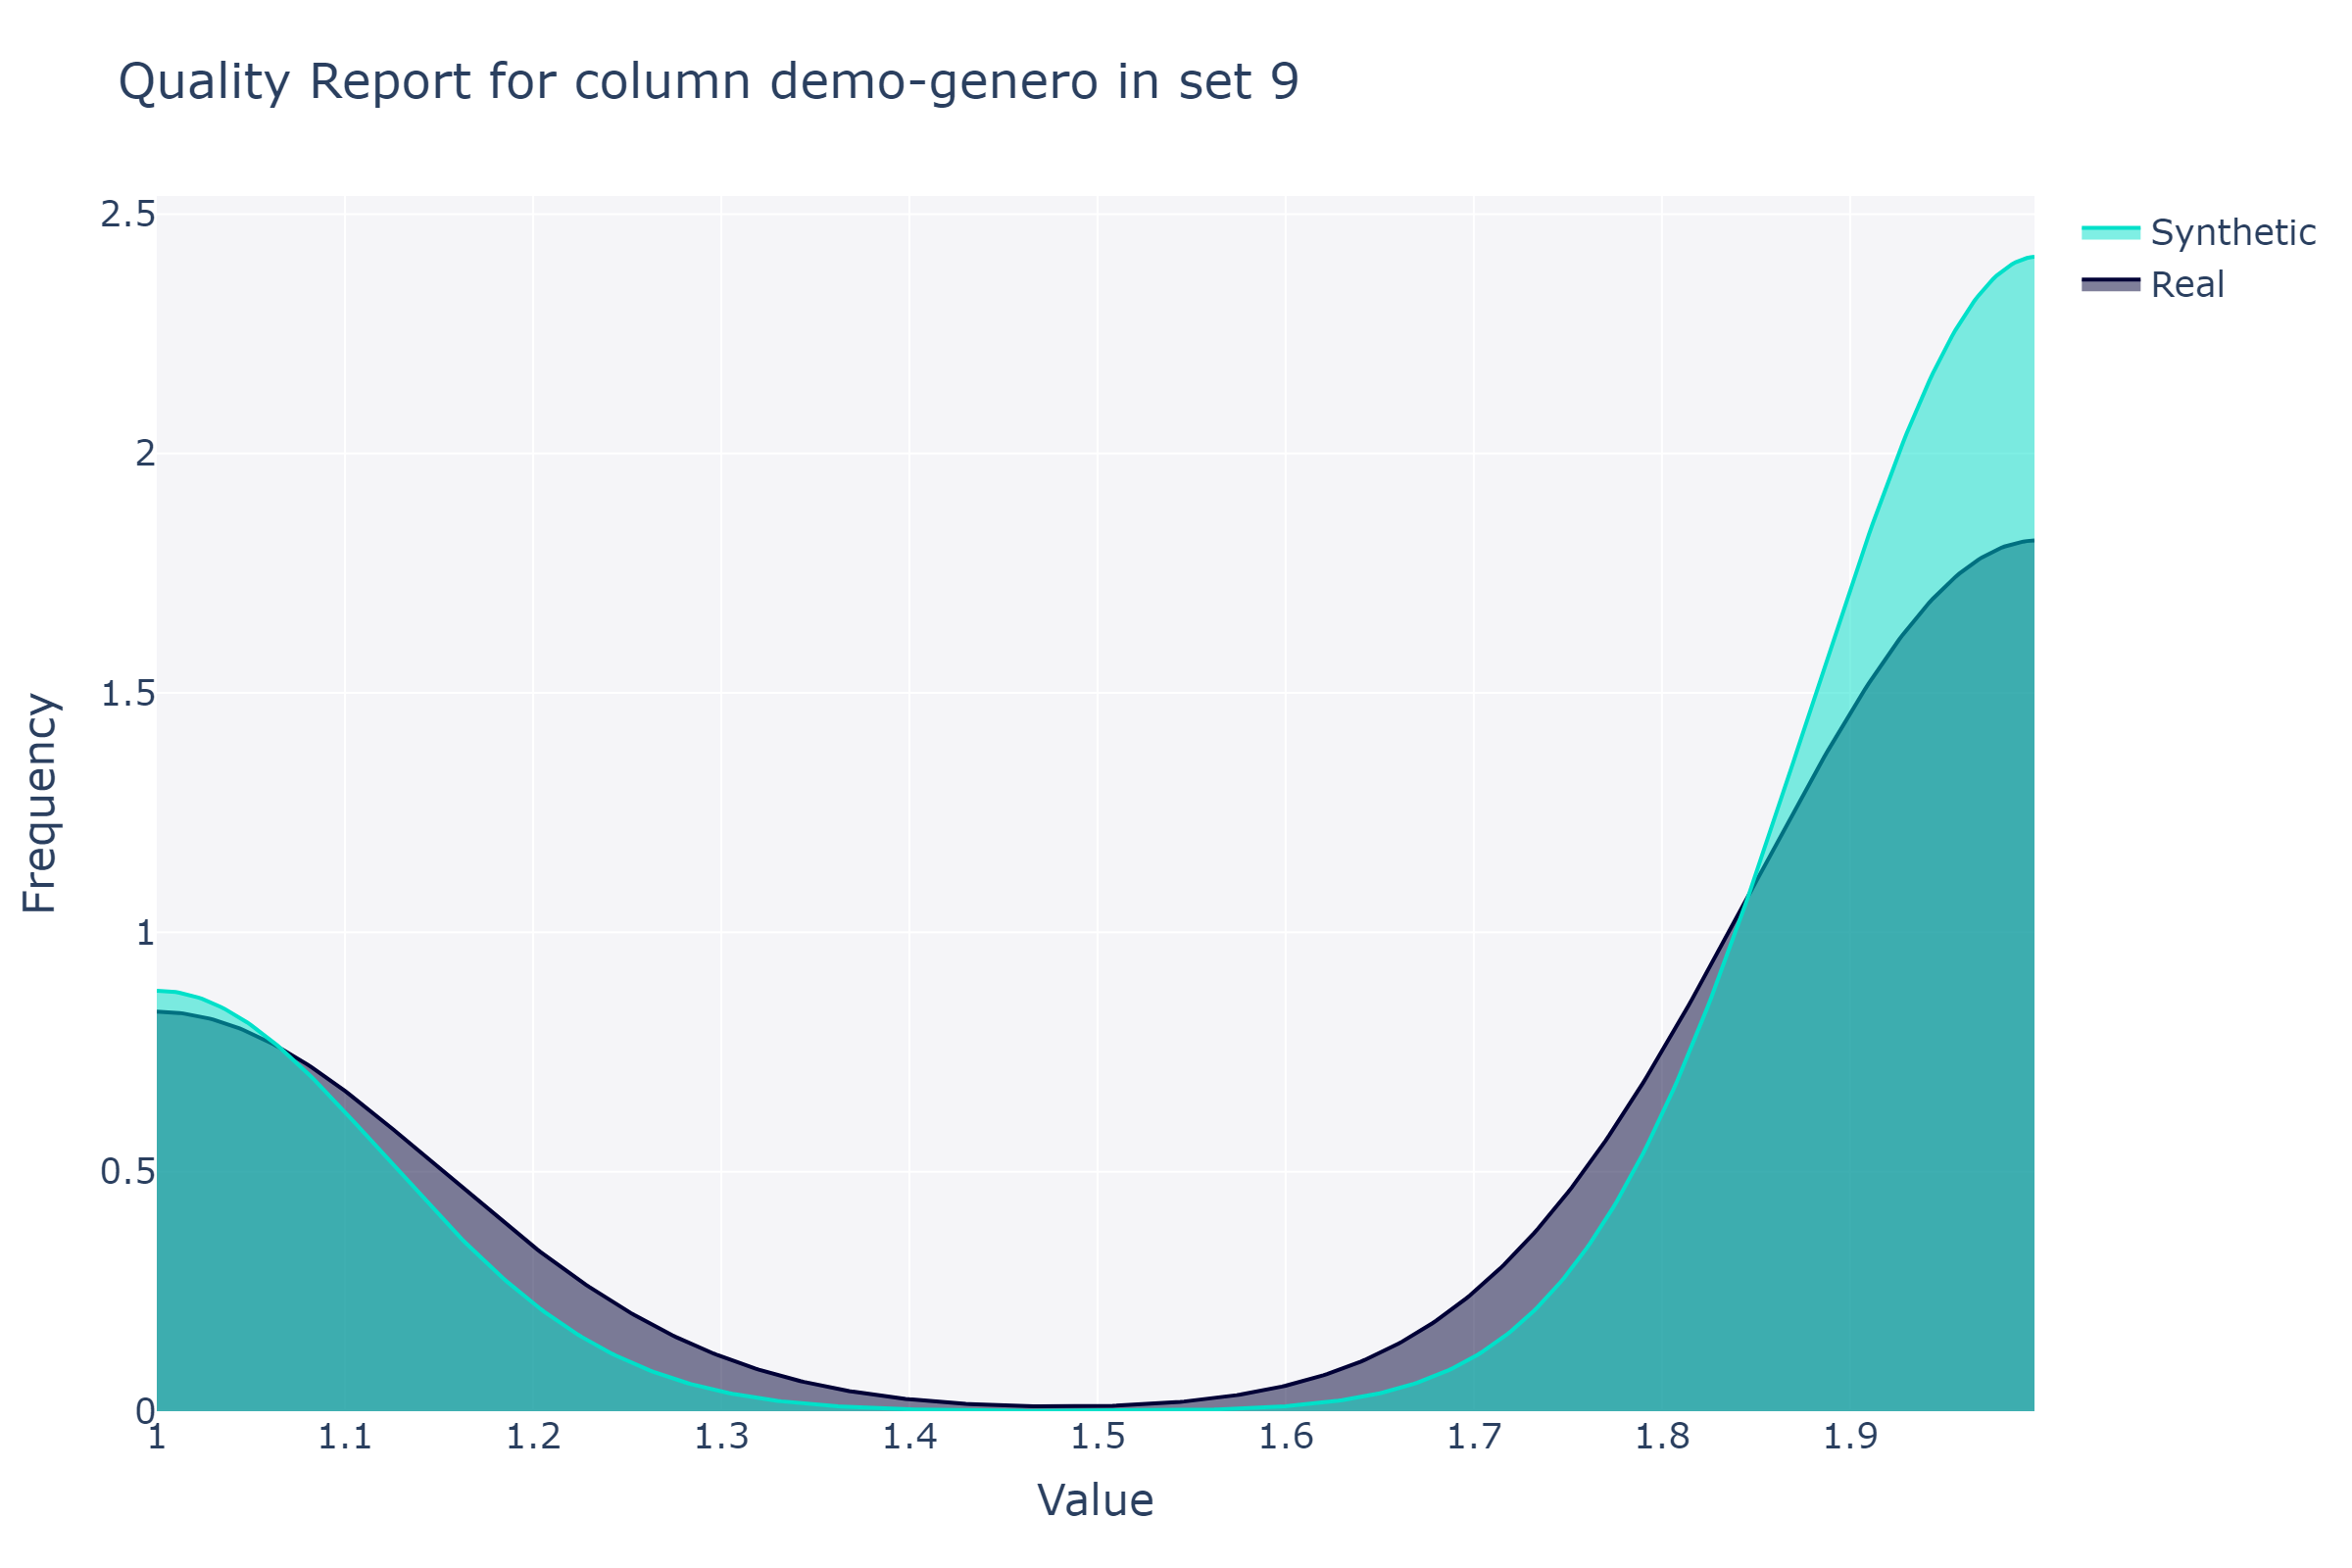 Quality Report for column demo-genero in set 9
Synthetic
Real
Frequency
2.5
2
1.5
1
0.5
0
1 1.1 1.2 1.3 1.4 1.5 1.6 1.7 1.8 1.9
Value